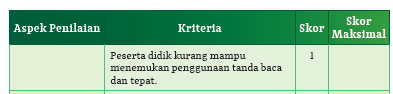 Aspek Penilaian Kriteria Skor Skor Maksimal
Peserta didik kurang mampu 1
menemukan penggunaan tanda baca
dan tepat.